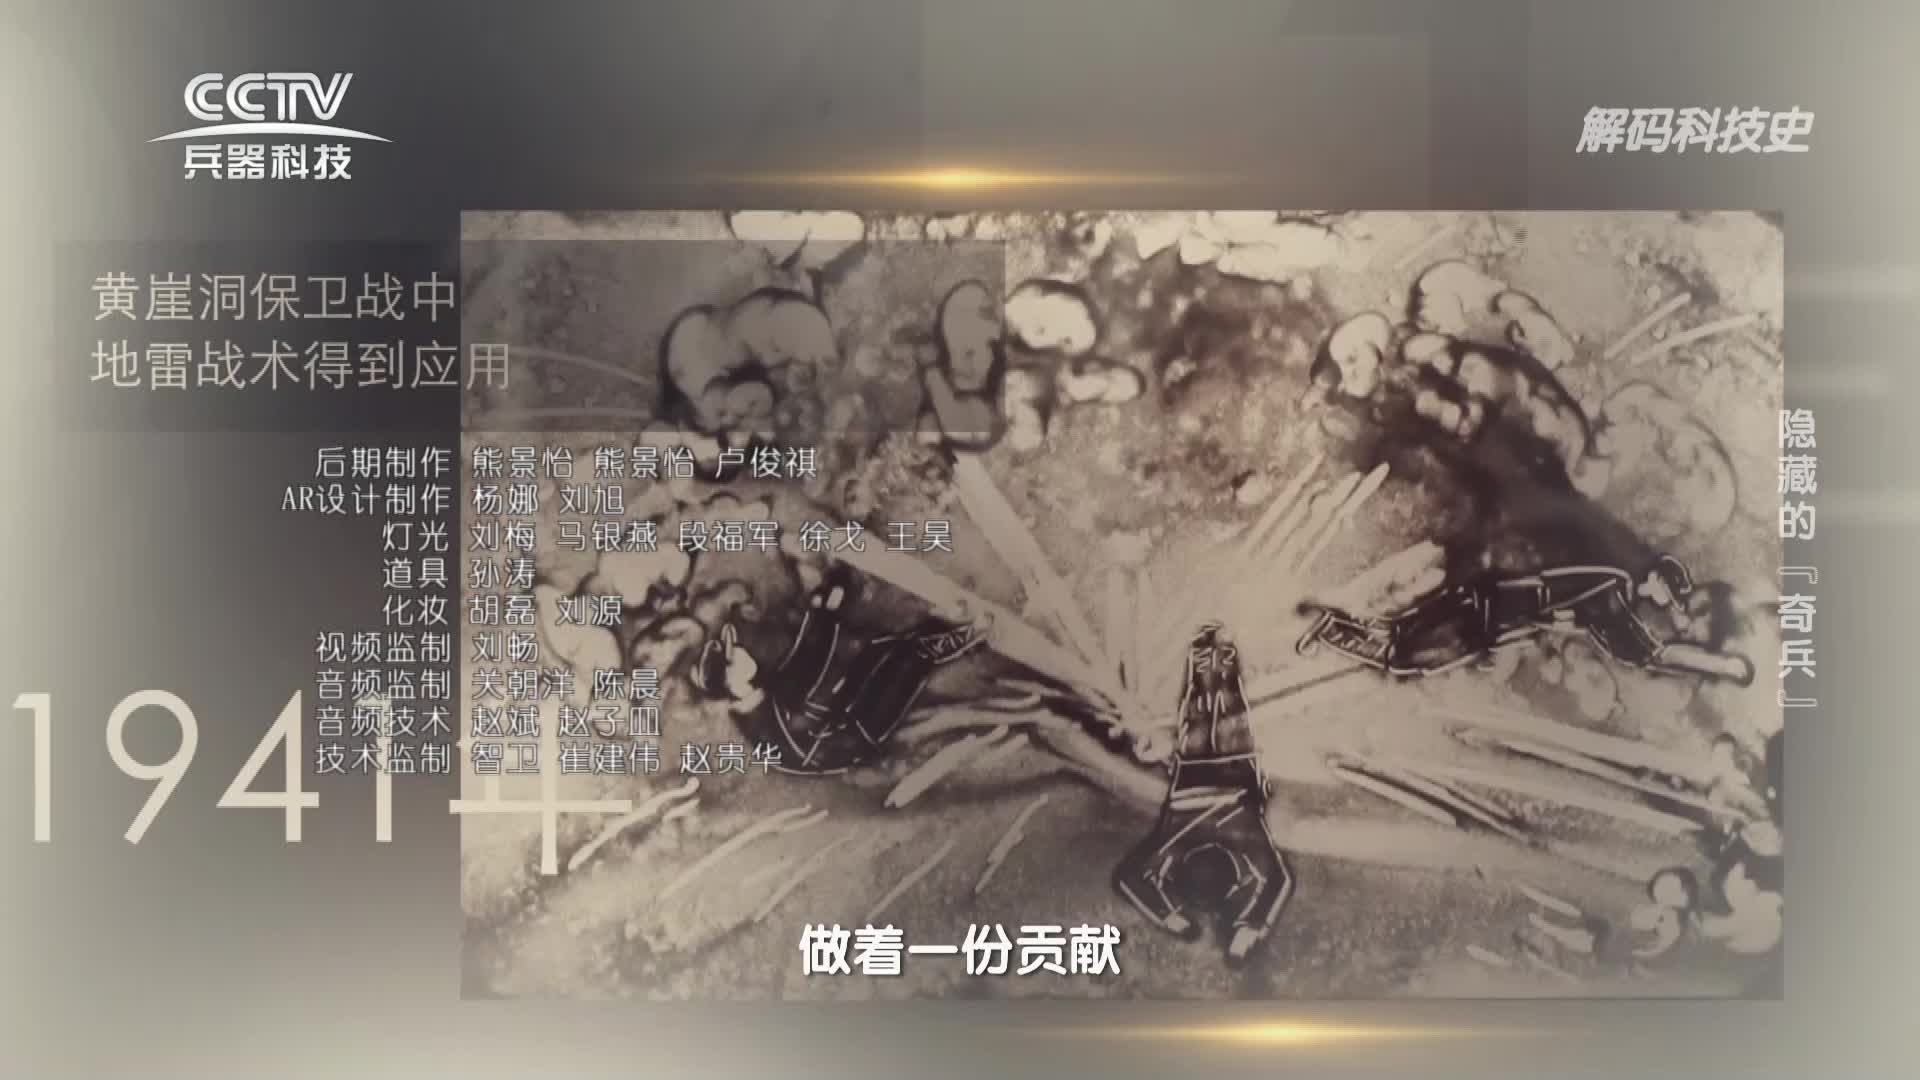 CCTV
兵器科技
解码科技史
黄崖洞保卫战中
地雷战术得到应用
后期制作 熊景怡 熊景怡 卢俊祺
AR设计制作 杨娜 刘旭
灯光 刘梅 马银燕 段福军 徐戈 王昊
道具 孙涛
化妆 胡磊 刘源
视频监制 刘畅
音频监制 关朝洋 陈晨
音频技术 赵斌 赵子皿
技术监制 智卫 崔建伟 赵贵华
1941年
隐藏的『奇兵』
做着一份贡献